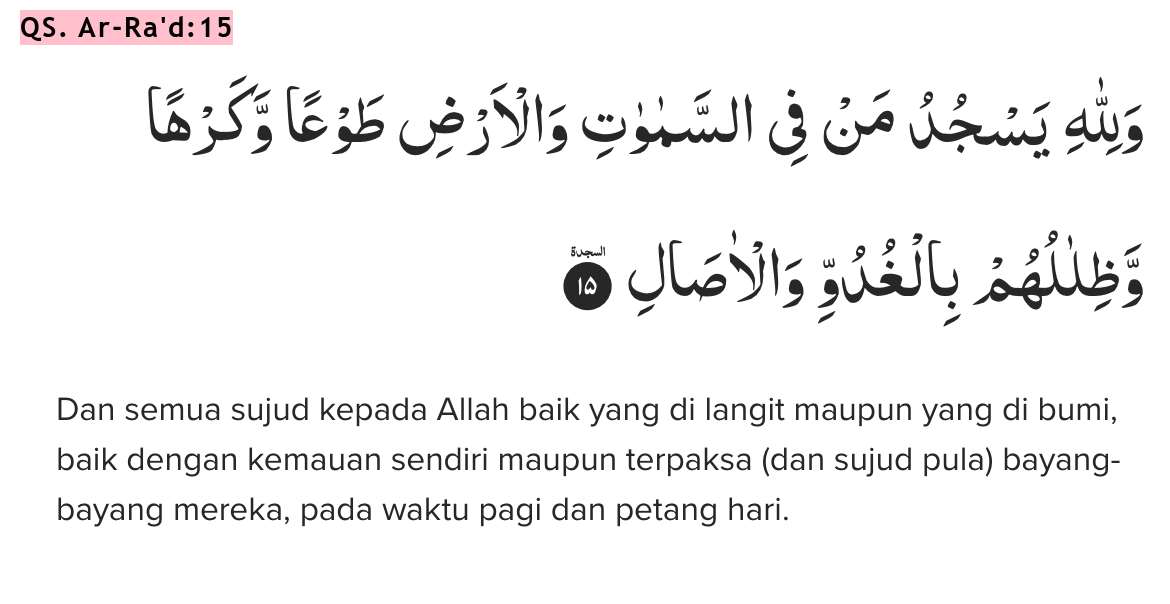 QS. Ar-Ra'd:15
وَلِلّٰهِ يَسْجُدُ مَنْ فِى السَّمٰوٰتِ وَالْاَرْضِ طَوْعًا وَّكَرْهًا
وَّظِلٰلُهُمْ بِالْغُدُوِّ وَالْاٰصَالِ ۩ ١٥
السجدة
Dan semua sujud kepada Allah baik yang di langit maupun yang di bumi,
baik dengan kemauan sendiri maupun terpaksa (dan sujud pula) bayang-
bayang mereka, pada waktu pagi dan petang hari.